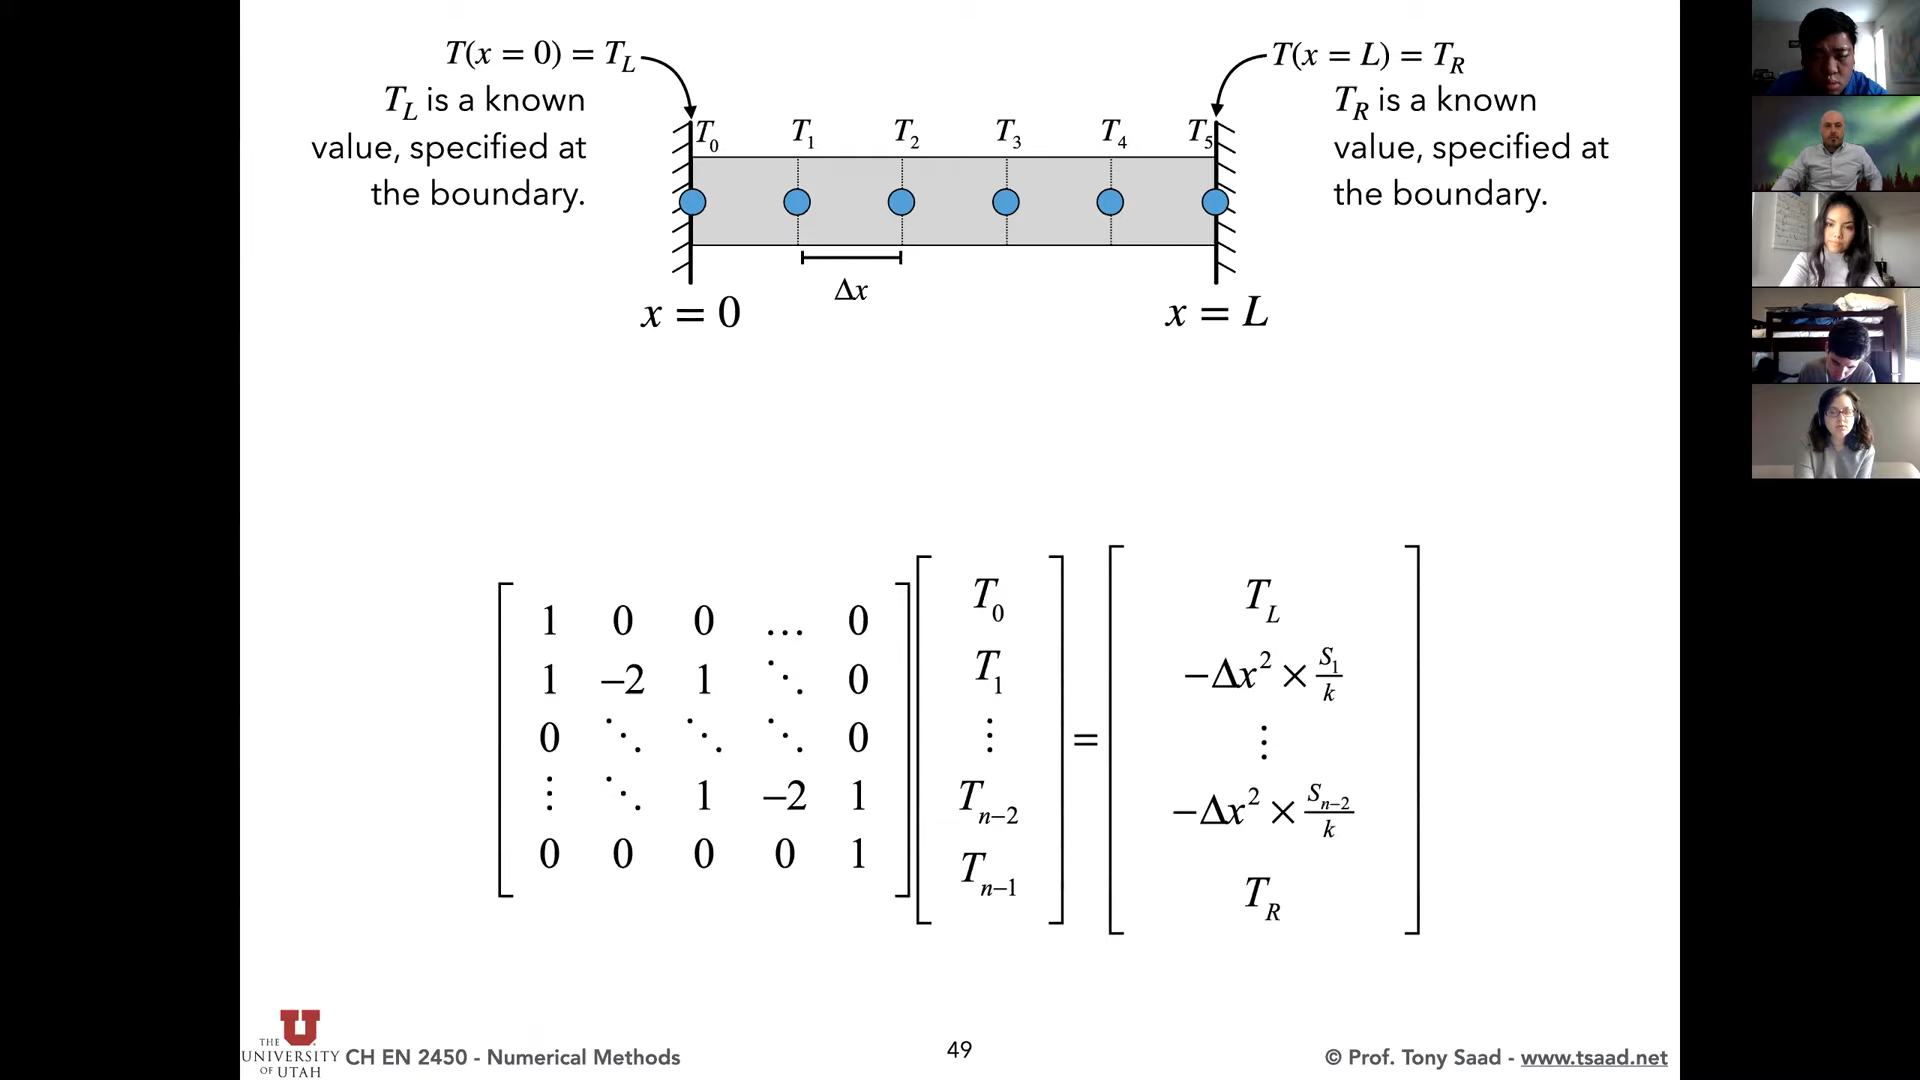 T(x = 0) = T_L
T_L is a known
value, specified at
the boundary.
T(x = L) = T_R
T_R is a known
value, specified at
the boundary.
T_0 T_1 T_2 T_3 T_4 T_5
Δx
x = 0
x = L
1 0 0 … 0
1 −2 1 ⋱ 0
0 ⋱ ⋱ ⋱ 0
⋮ ⋱ 1 −2 1
0 0 0 0 1
T_0
T_1
⋮
T_{n−2}
T_{n−1}
=
T_L
−Δx² × S_1/k
⋮
−Δx² × S_{n−2}/k
T_R
U
THE
UNIVERSITY
OF UTAH
CH EN 2450 - Numerical Methods
49
© Prof. Tony Saad - www.tsaad.net